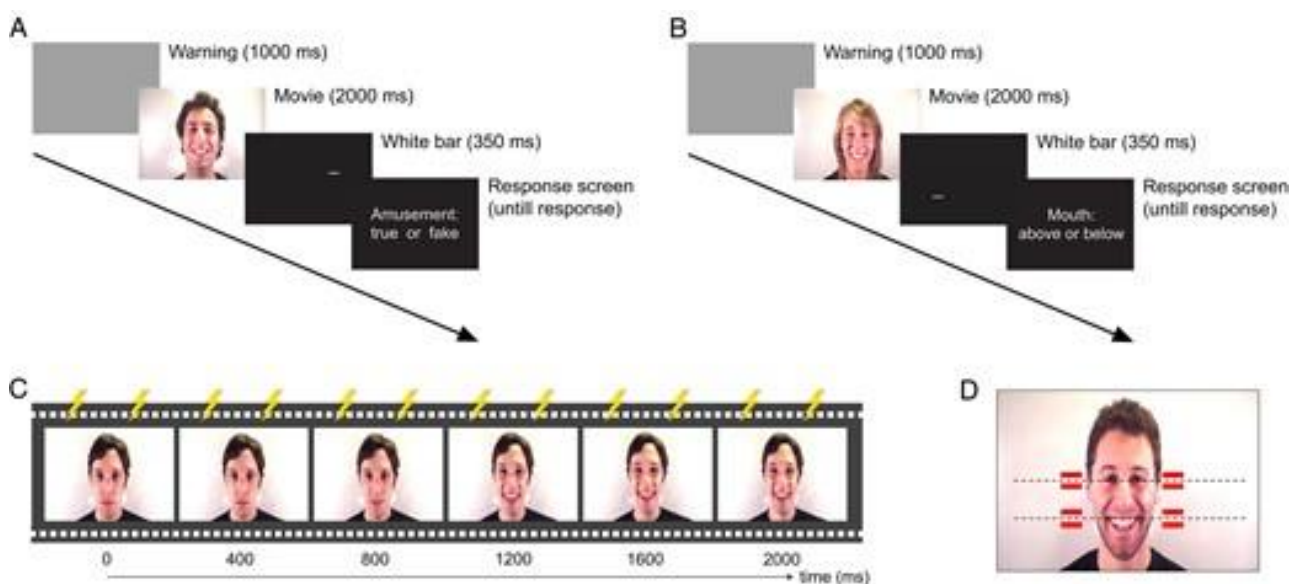 A
Warning (1000 ms)
Movie (2000 ms)
White bar (350 ms)
Response screen
(untill response)
Amusement:
true or fake
B
Warning (1000 ms)
Movie (2000 ms)
White bar (350 ms)
Response screen
(untill response)
Mouth:
above or below
C
0 400 800 1200 1600 2000
time (ms)
D